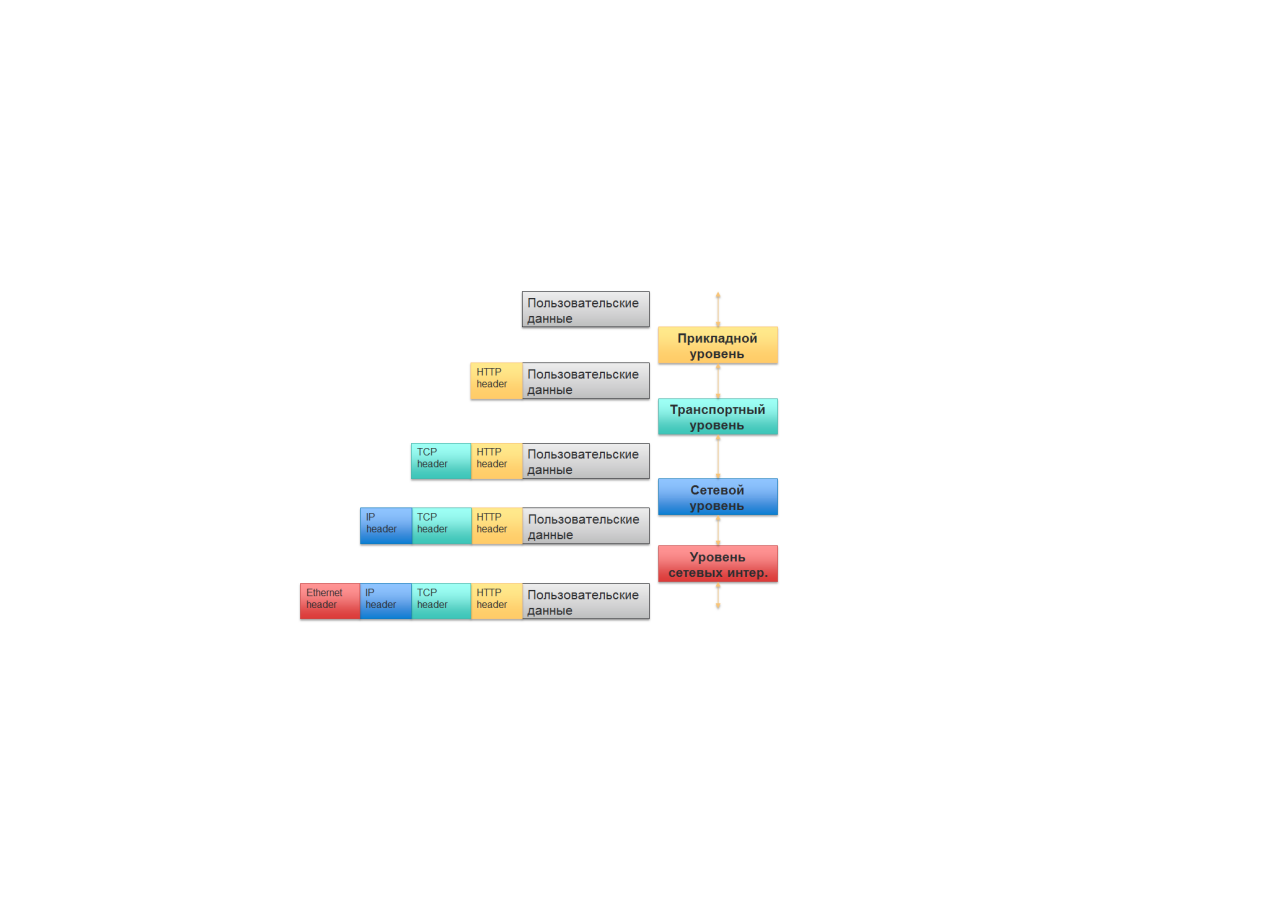 Пользовательские
данные
Прикладной
уровень
HTTP
header
Пользовательские
данные
Транспортный
уровень
TCP
header
HTTP
header
Пользовательские
данные
Сетевой
уровень
IP
header
TCP
header
HTTP
header
Пользовательские
данные
Уровень
сетевых интер.
Ethernet
header
IP
header
TCP
header
HTTP
header
Пользовательские
данные